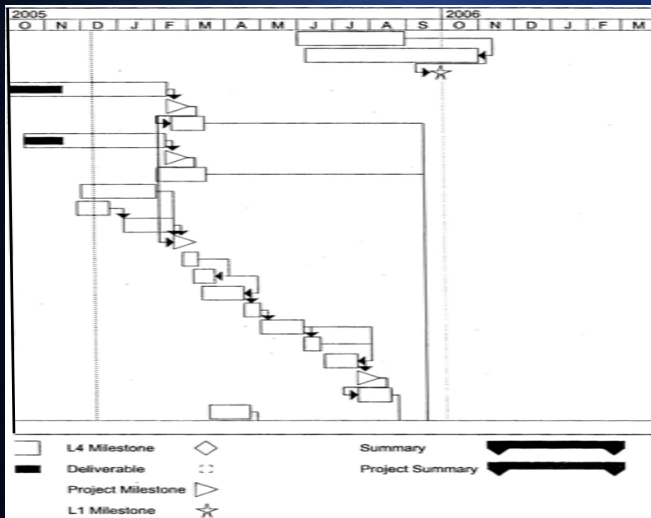 2005 2006
O N D J F M A M J J A S O N D J F M
L4 Milestone Summary
Deliverable Project Summary
Project Milestone
L1 Milestone